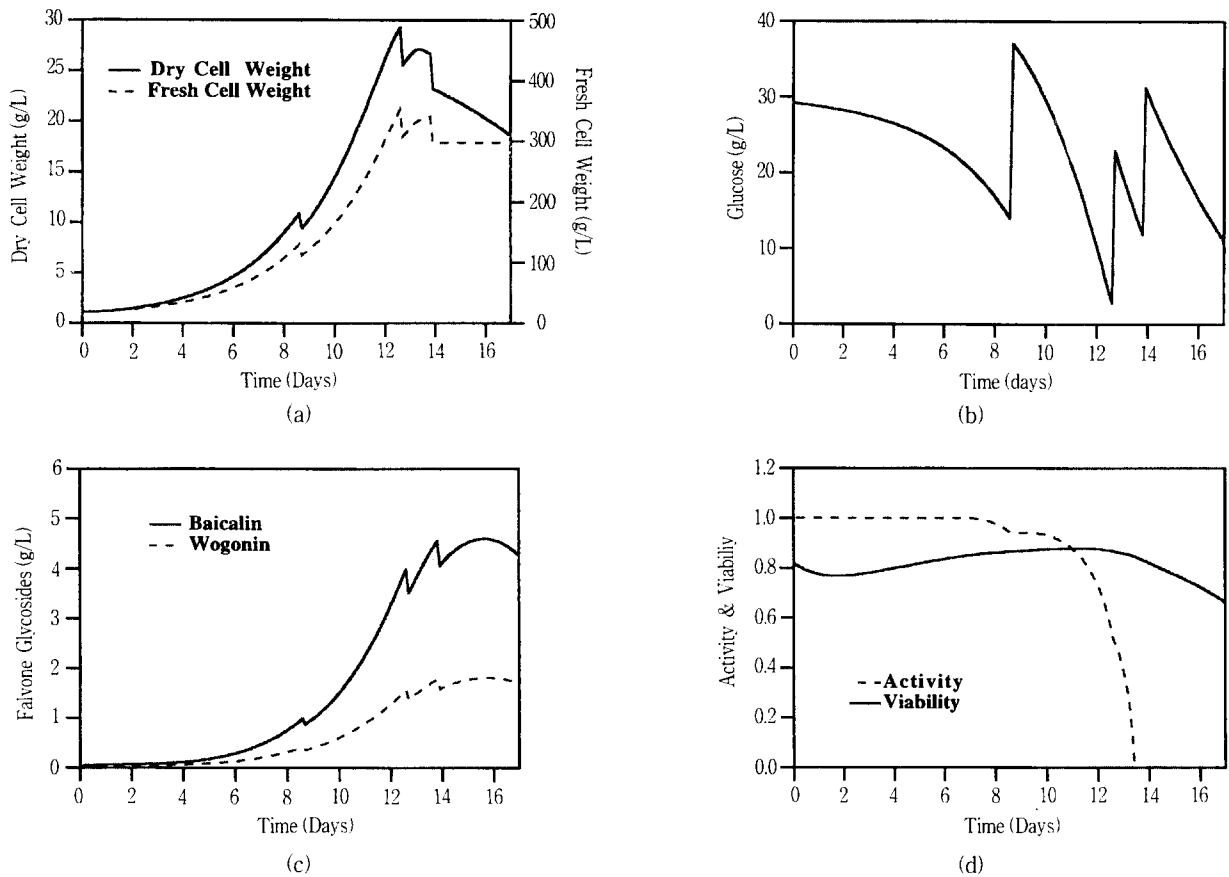 30
25
20
15
10
5
0
Dry Cell Weight (g/L)
Dry Cell Weight
Fresh Cell Weight
500
400
300
200
100
0
Fresh Cell Weight (g/L)
0 2 4 6 8 10 12 14 16
Time (Days)
(a)
40
30
20
10
0
Glucose (g/L)
0 2 4 6 8 10 12 14 16
Time (days)
(b)
6
5
4
3
2
1
0
Falvone Glycosides (g/L)
Baicalin
Wogonin
0 2 4 6 8 10 12 14 16
Time (Days)
(c)
1.2
1.0
0.8
0.6
0.4
0.2
0.0
Activity & Viabiliy
Activity
Viability
0 2 4 6 8 10 12 14 16
Time (Days)
(d)